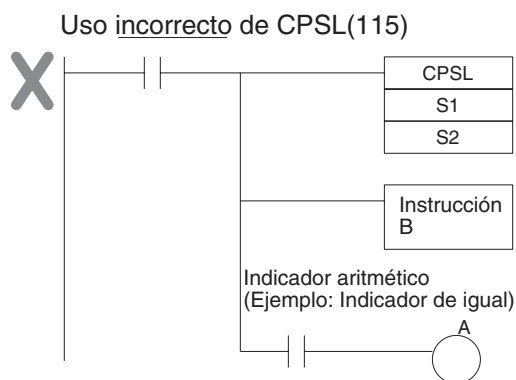 Uso incorrecto de CPSL(115)
X
CPSL
S1
S2
Instrucción
B
Indicador aritmético
(Ejemplo: Indicador de igual)
A